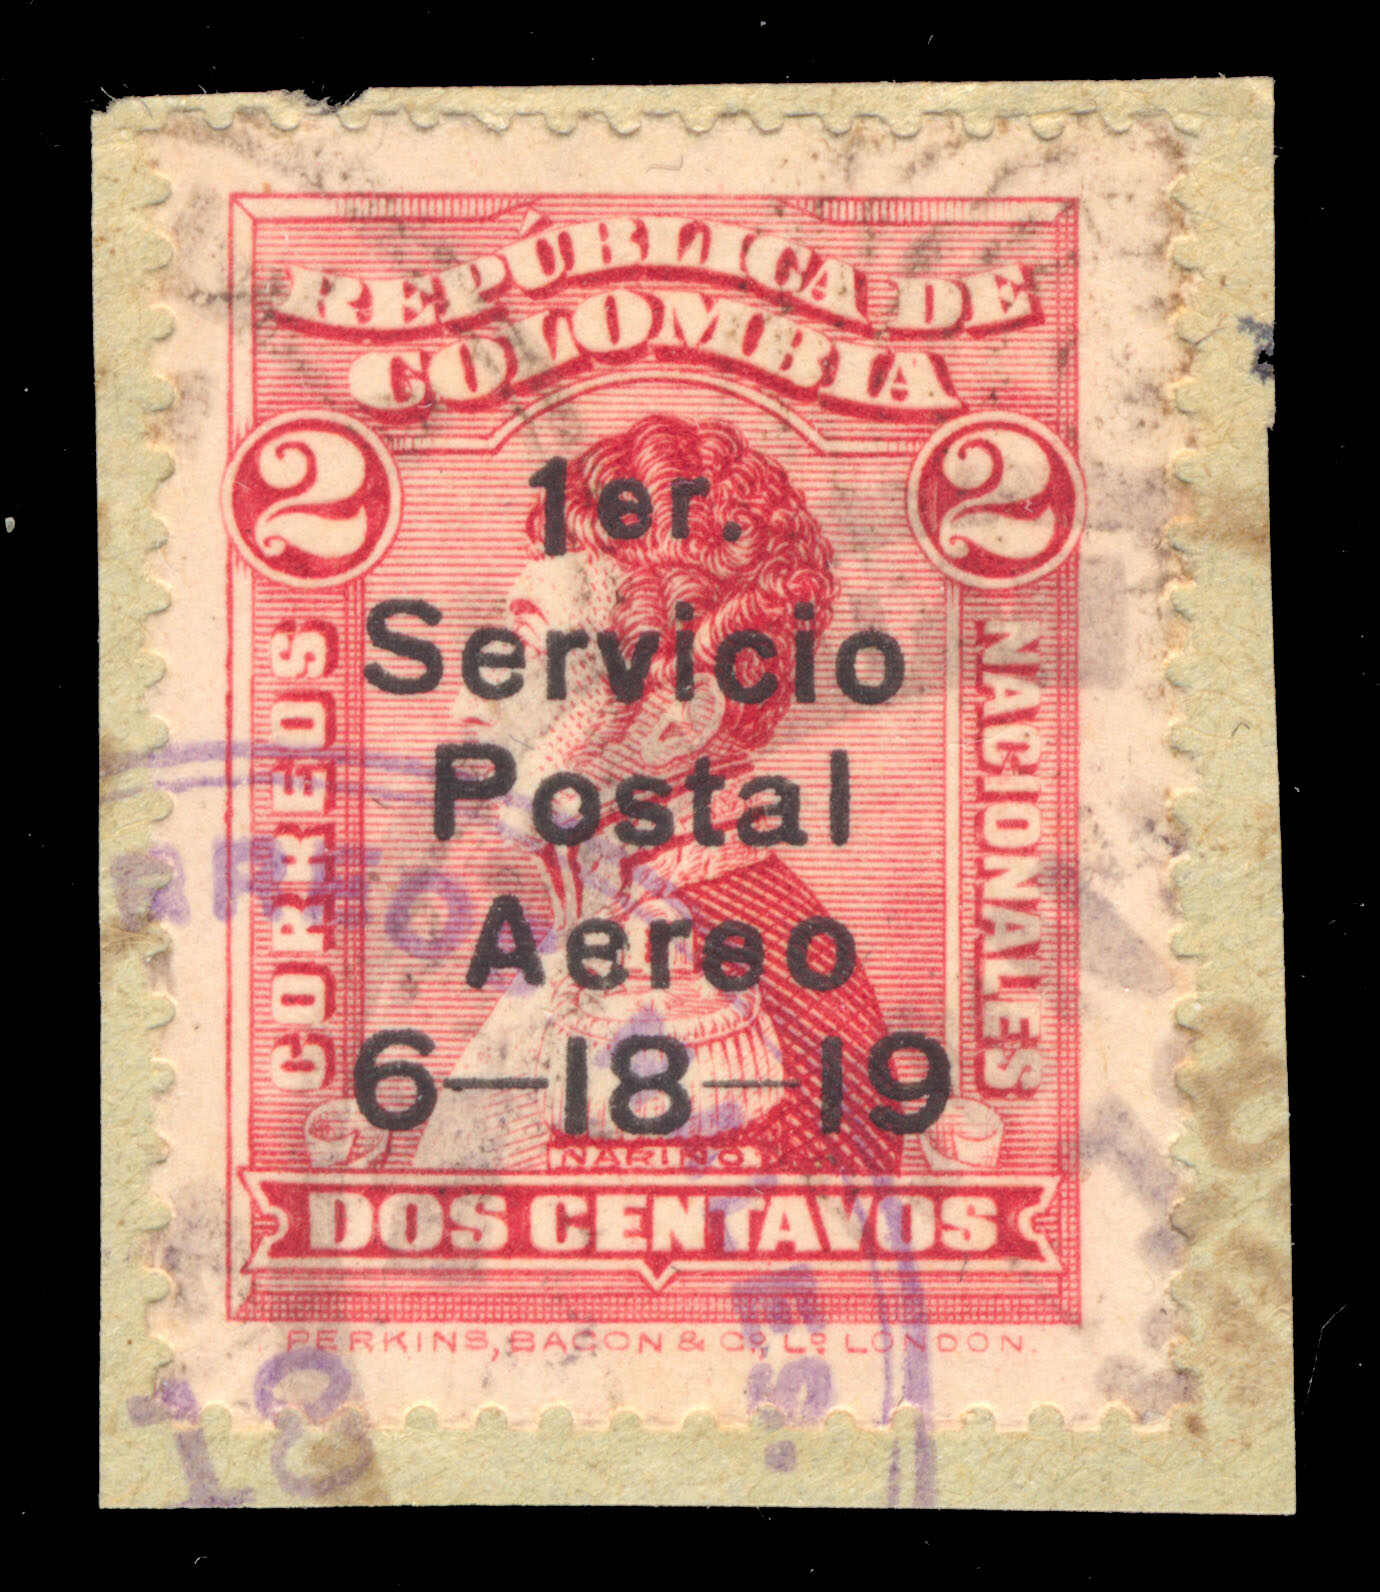 REPÚBLICA DE
COLOMBIA
2 2
CORREOS
NACIONALES
1er.
Servicio
Postal
Aereo
6—18—19
NARIÑO.
DOS CENTAVOS
PERKINS, BACON & Co. Ld. LONDON.